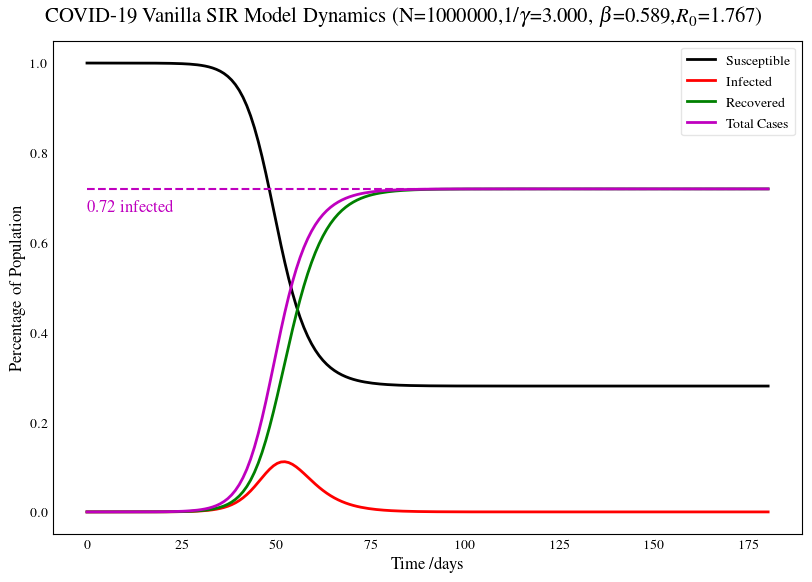 COVID-19 Vanilla SIR Model Dynamics (N=1000000,1/γ=3.000, β=0.589,R₀=1.767)
Susceptible
Infected
Recovered
Total Cases
1.0
0.8
0.72 infected
0.6
0.4
0.2
0.0
Percentage of Population
0 25 50 75 100 125 150 175
Time /days